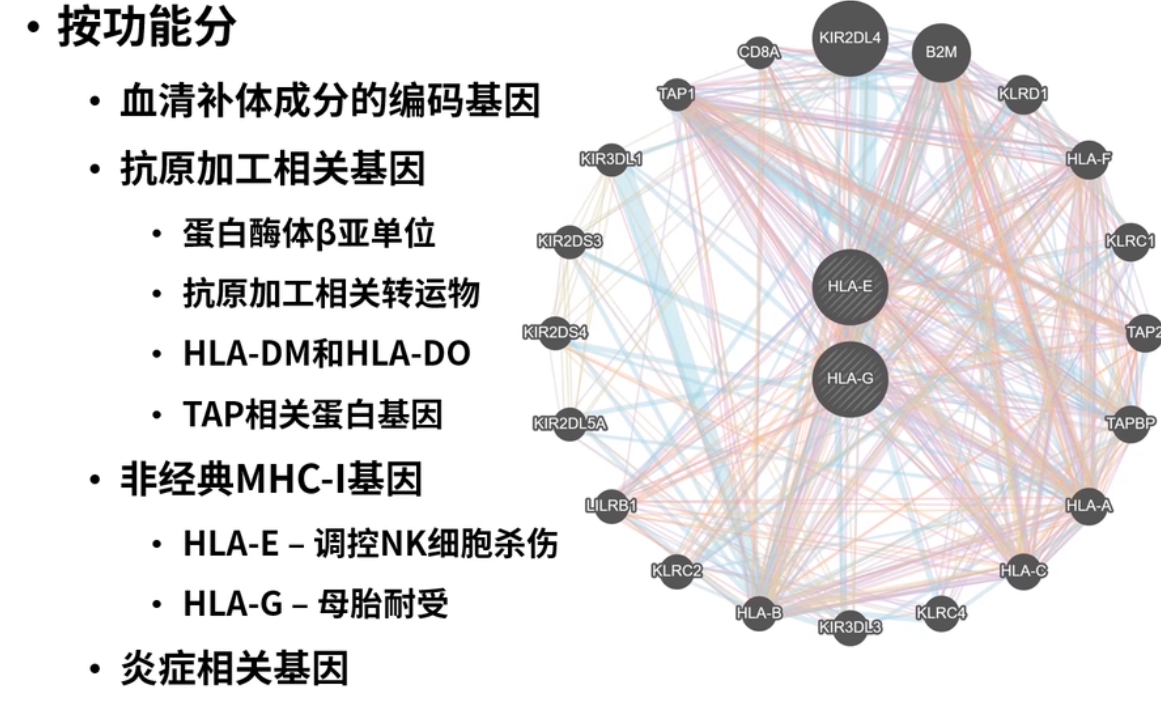 • 按功能分
• 血清补体成分的编码基因
• 抗原加工相关基因
• 蛋白酶体β亚单位
• 抗原加工相关转运物
• HLA-DM和HLA-DO
• TAP相关蛋白基因
• 非经典MHC-I基因
• HLA-E – 调控NK细胞杀伤
• HLA-G – 母胎耐受
• 炎症相关基因
KIR2DL4
B2M
CD8A
KLRD1
TAP1
HLA-F
KIR3DL1
KLRC1
KIR2DS3
HLA-E
TAP2
KIR2DS4
HLA-G
TAPBP
KIR2DL5A
HLA-A
LILRB1
HLA-C
KLRC2
KLRC4
HLA-B
KIR3DL3